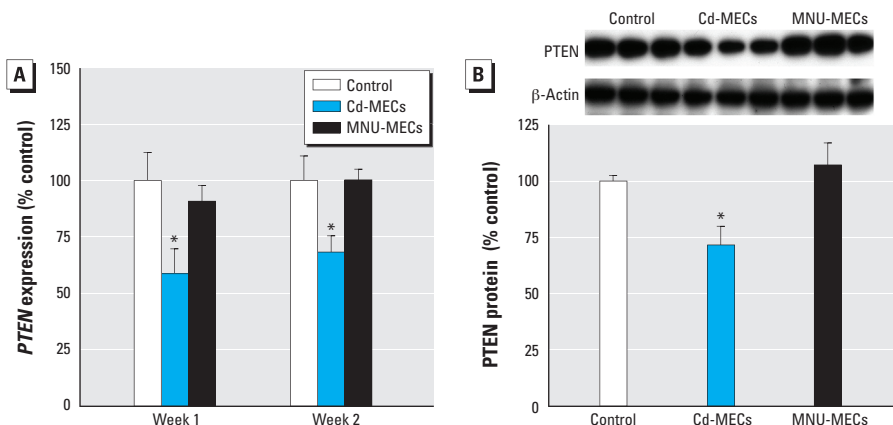 A
PTEN expression (% control)
150
125
100
75
50
25
0
Control
Cd-MECs
MNU-MECs
*
*
Week 1
Week 2
B
Control Cd-MECs MNU-MECs
PTEN
β-Actin
PTEN protein (% control)
125
100
75
50
25
0
*
Control
Cd-MECs
MNU-MECs